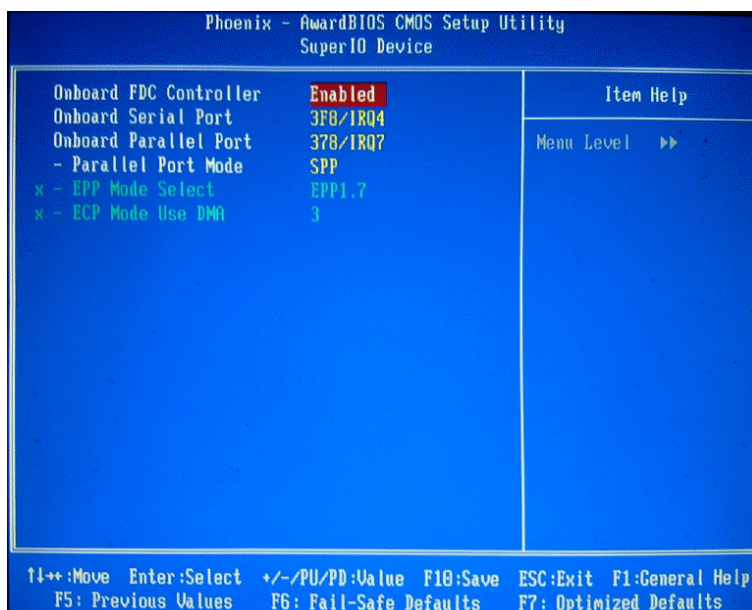 Phoenix - AwardBIOS CMOS Setup Utility
SuperIO Device
Onboard FDC Controller Enabled
Onboard Serial Port 3F8/IRQ4
Onboard Parallel Port 378/IRQ7
- Parallel Port Mode SPP
x - EPP Mode Select EPP1.7
x - ECP Mode Use DMA 3
Item Help
Menu Level ▸▸
↑↓→←:Move Enter:Select +/-/PU/PD:Value F10:Save ESC:Exit F1:General Help
F5: Previous Values F6: Fail-Safe Defaults F7: Optimized Defaults